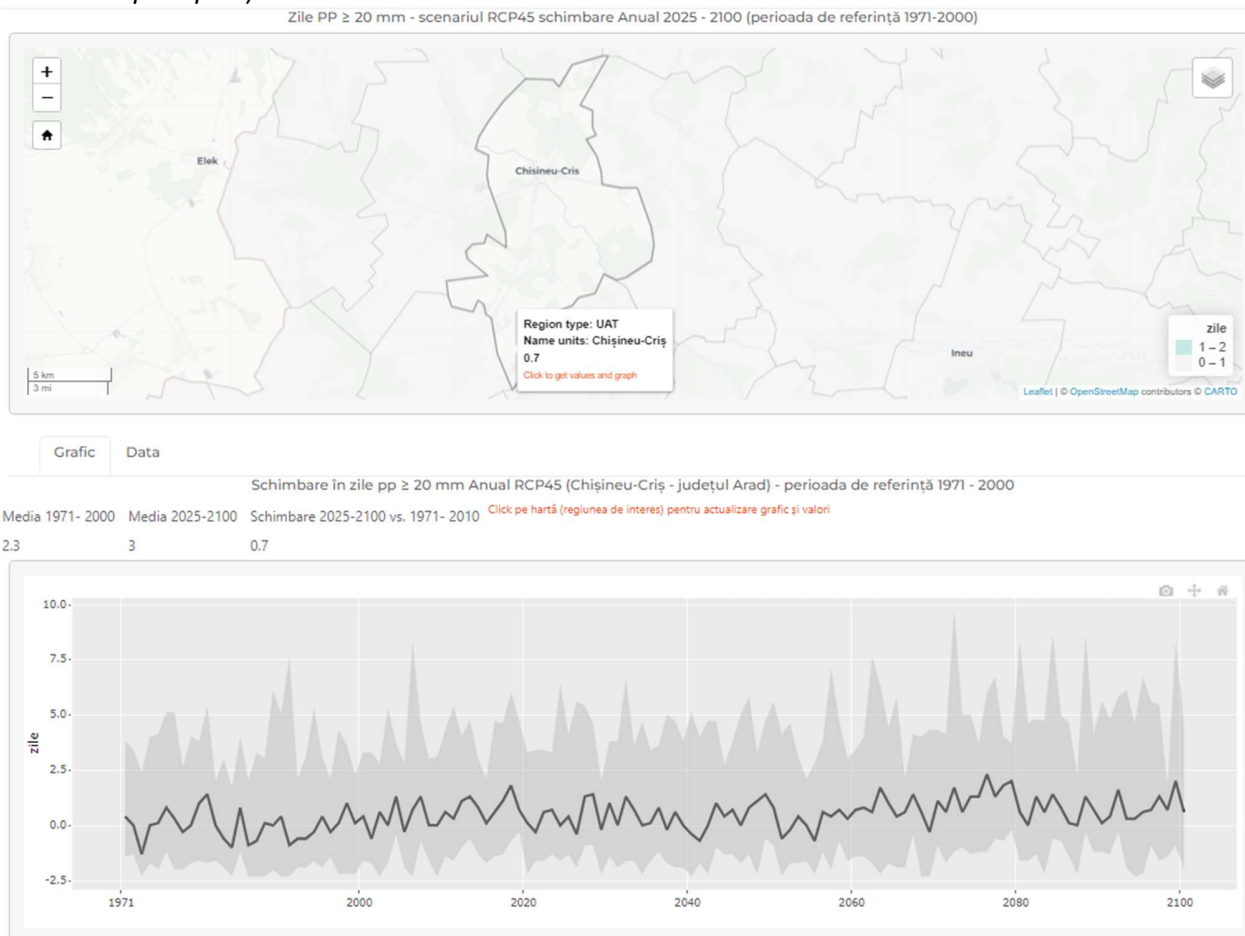 Zile PP ≥ 20 mm - scenariul RCP45 schimbare Anual 2025 - 2100 (perioada de referință 1971-2000)
+
−
Elek
Chisineu-Cris
Region type: UAT
Name units: Chișineu-Criș
0.7
Click to get values and graph
Ineu
zile
1 – 2
0 – 1
5 km
3 mi
Leaflet | © OpenStreetMap contributors © CARTO
Grafic Data
Schimbare în zile pp ≥ 20 mm Anual RCP45 (Chișineu-Criș - județul Arad) - perioada de referință 1971 - 2000
Media 1971- 2000 Media 2025-2100 Schimbare 2025-2100 vs. 1971- 2010 Click pe hartă (regiunea de interes) pentru actualizare grafic și valori
2.3 3 0.7
10.0
7.5
5.0
2.5
0.0
-2.5
zile
1971 2000 2020 2040 2060 2080 2100